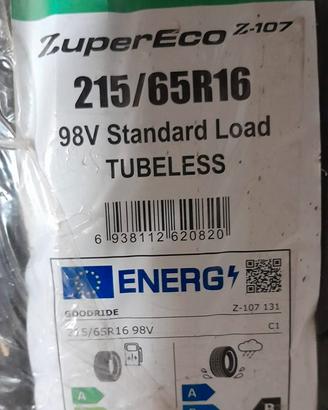 ZuperEco Z-107
215/65R16
98V Standard Load
TUBELESS
6 938112 620820
ENERG
GOODRIDE Z-107 131
215/65R16 98V C1
A A
B